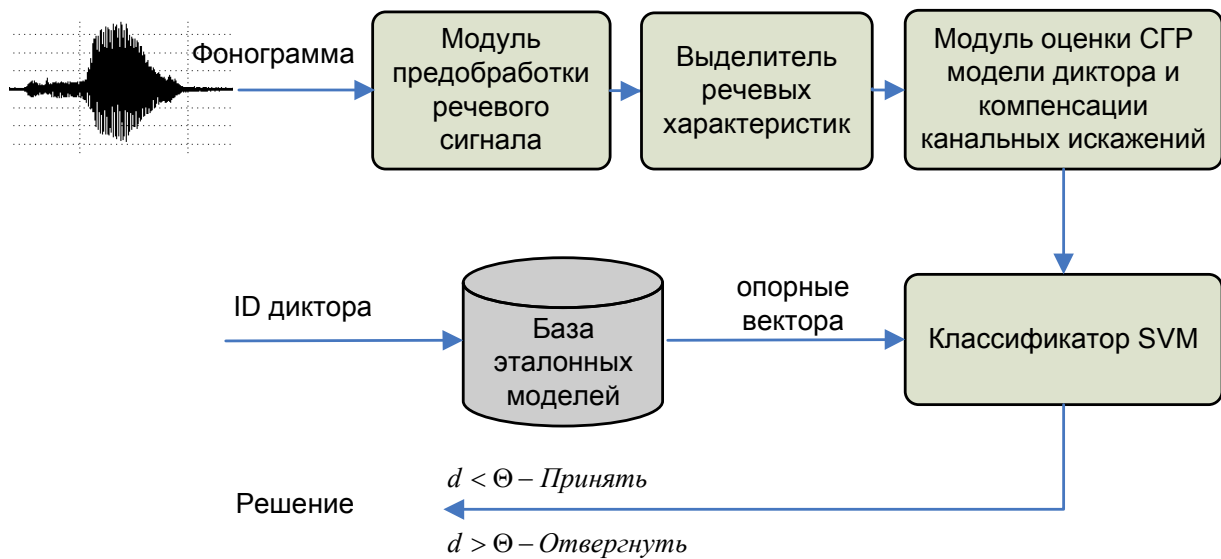 Фонограмма
Модуль
предобработки
речевого
сигнала
Выделитель
речевых
характеристик
Модуль оценки СГР
модели диктора и
компенсации
канальных искажений
ID диктора
База
эталонных
моделей
опорные
вектора
Классификатор SVM
d < Θ – Принять
Решение
d > Θ – Отвергнуть